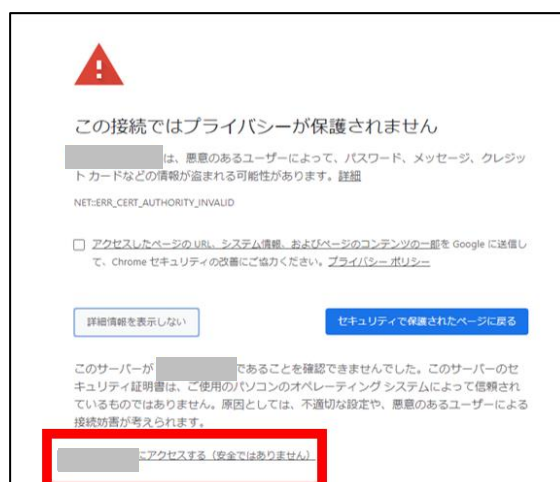 この接続ではプライバシーが保護されません
は、悪意のあるユーザーによって、パスワード、メッセージ、クレジッ
ト カードなどの情報が盗まれる可能性があります。詳細
NET::ERR_CERT_AUTHORITY_INVALID
アクセスしたページの URL、システム情報、およびページのコンテンツの一部を Google に送信し
て、Chrome セキュリティの改善にご協力ください。プライバシー ポリシー
詳細情報を表示しない
セキュリティで保護されたページに戻る
このサーバーが であることを確認できませんでした。このサーバーのセ
キュリティ証明書は、ご使用のパソコンのオペレーティング システムによって信頼され
ているものではありません。原因としては、不適切な設定や、悪意のあるユーザーによる
接続妨害が考えられます。
にアクセスする（安全ではありません）